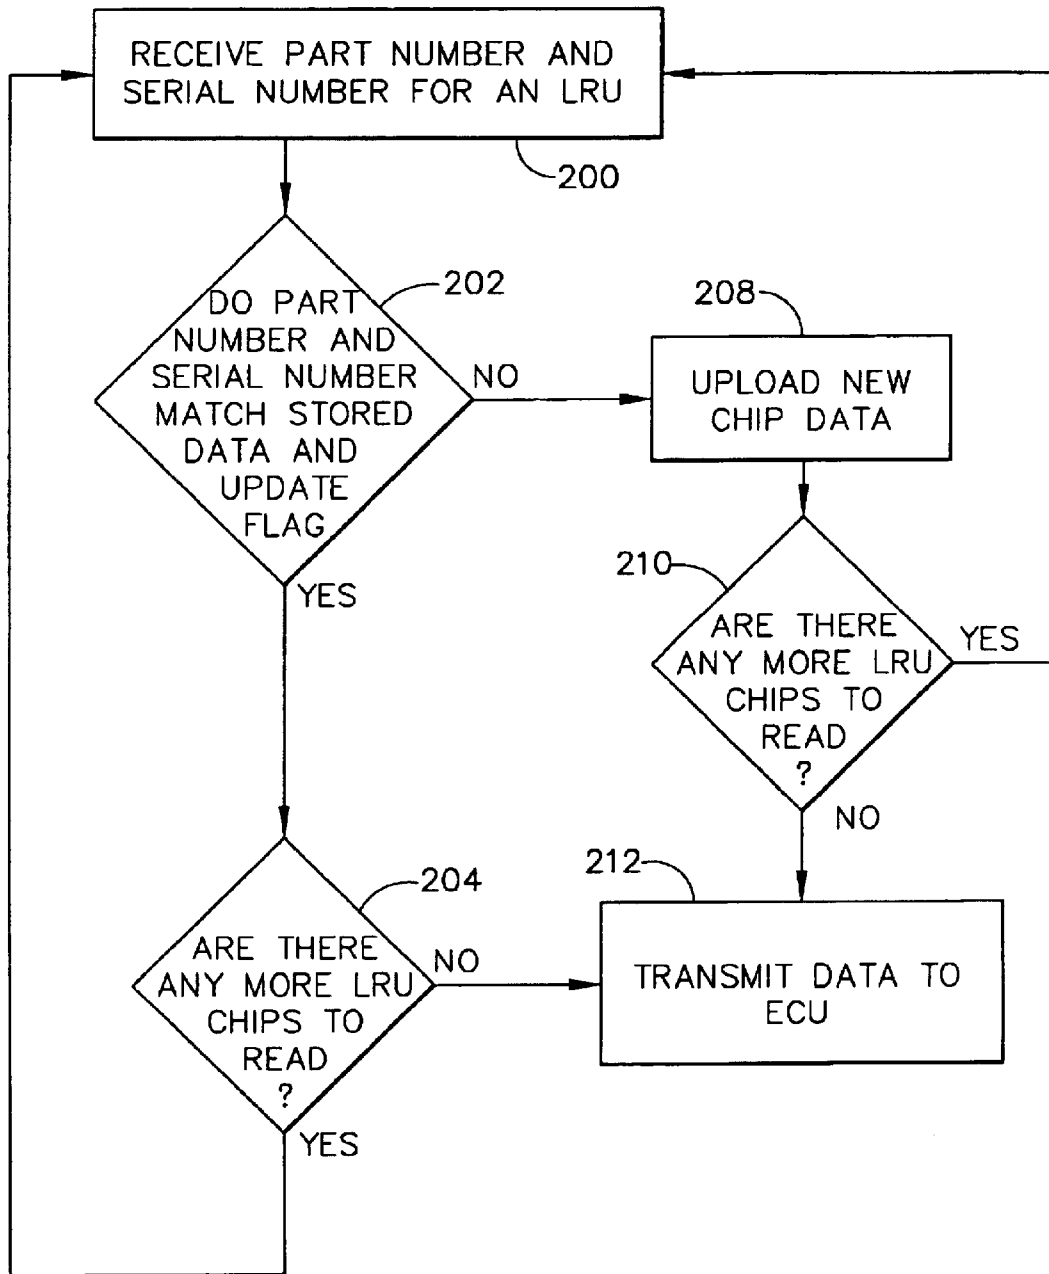 RECEIVE PART NUMBER AND
SERIAL NUMBER FOR AN LRU
200
DO PART
NUMBER AND
SERIAL NUMBER
MATCH STORED
DATA AND
UPDATE
FLAG
202
NO
YES
208
UPLOAD NEW
CHIP DATA
210
ARE THERE
ANY MORE LRU
CHIPS TO
READ
?
YES
NO
204
ARE THERE
ANY MORE LRU
CHIPS TO
READ
?
NO
YES
212
TRANSMIT DATA TO
ECU